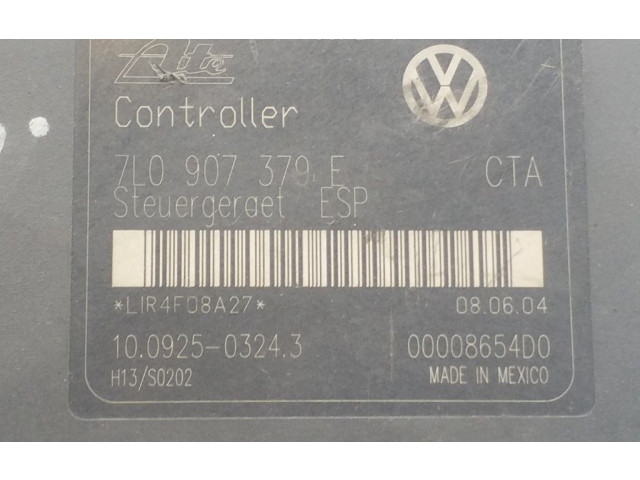 Ate
Controller
7L0 907 379 E CTA
Steuergeraet ESP
*LIR4F08A27* 08.06.04
10.0925-0324.3 00008654D0
H13/S0202 MADE IN MEXICO